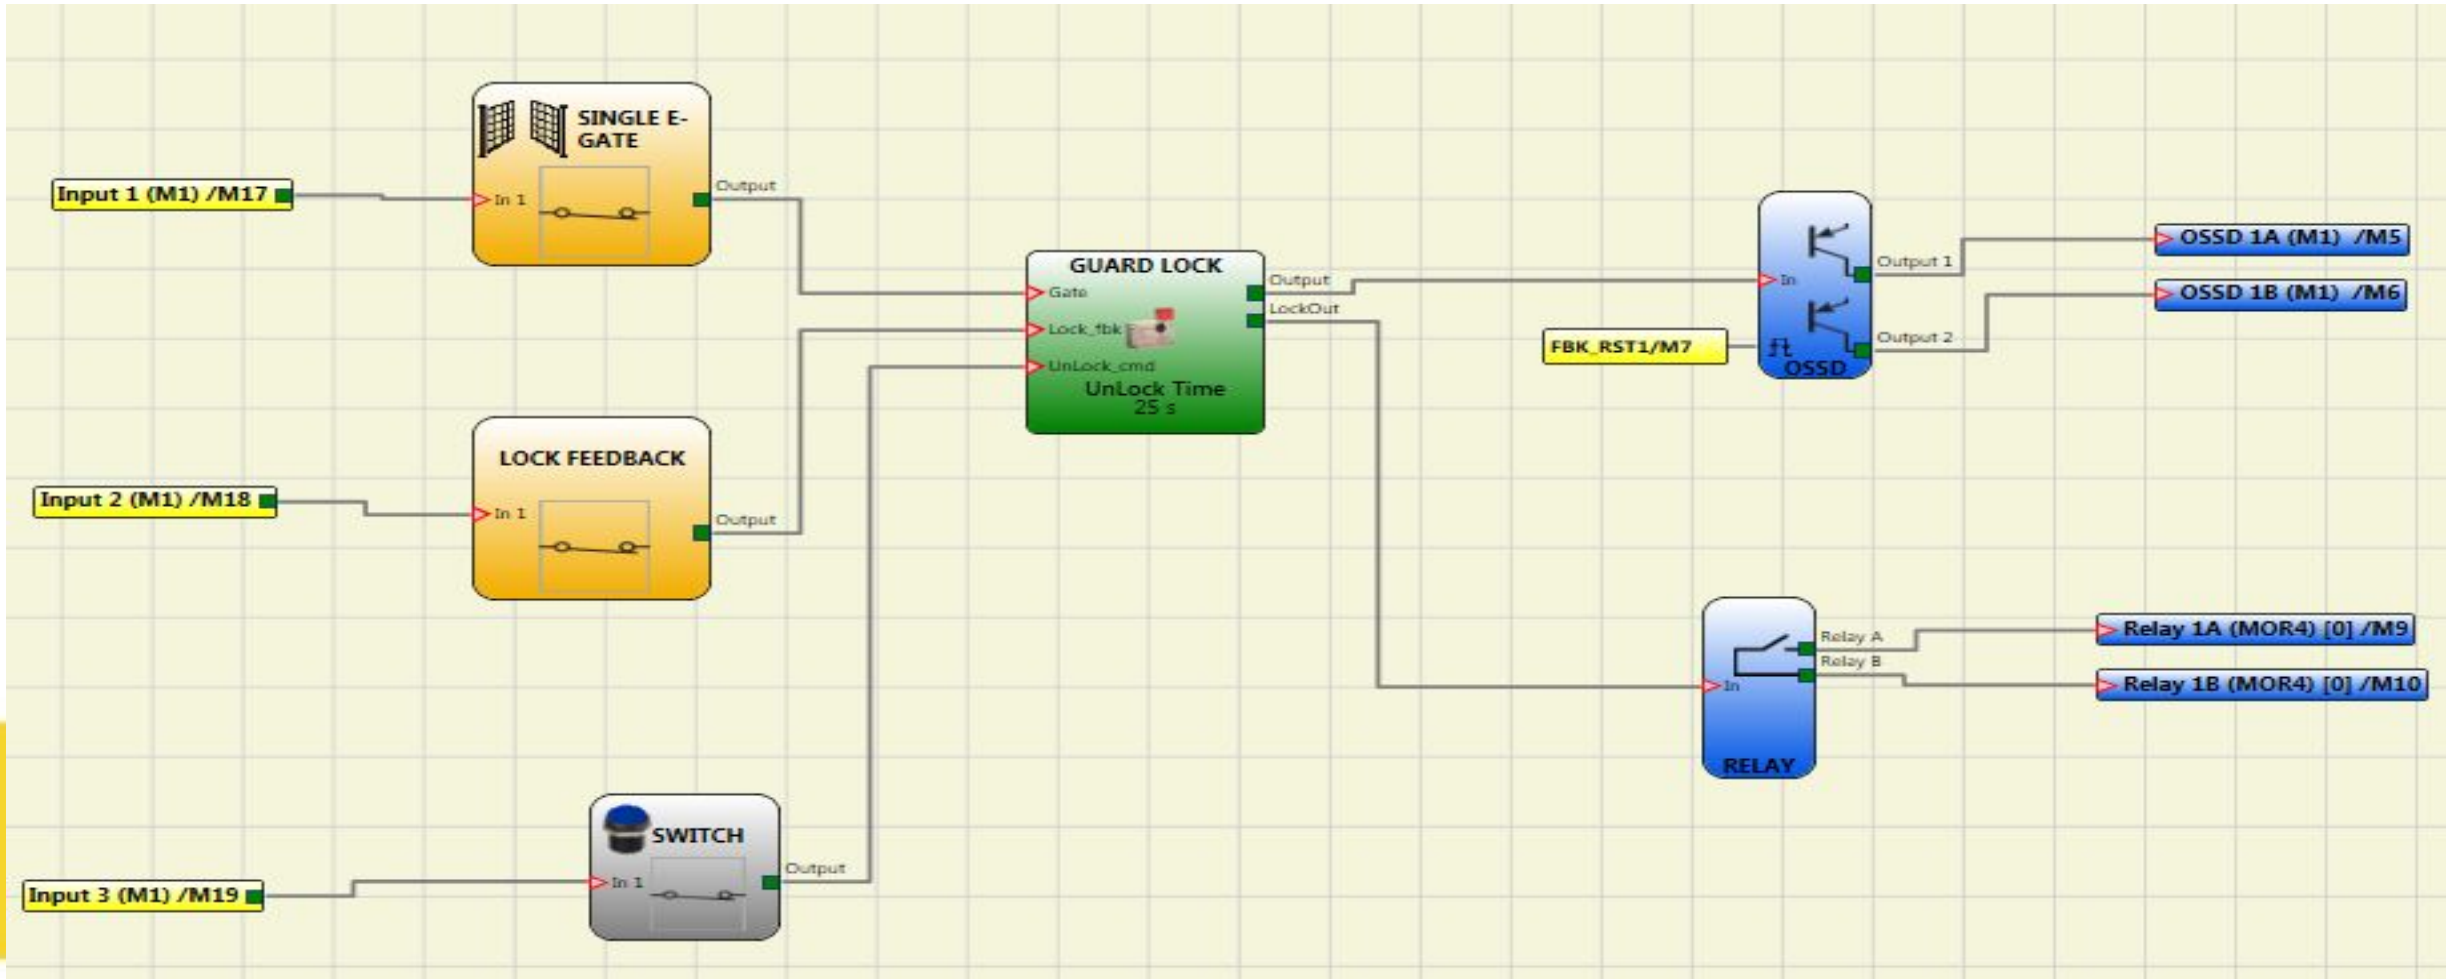 SINGLE E-
GATE
Input 1 (M1) /M17
In 1
Output
LOCK FEEDBACK
Input 2 (M1) /M18
In 1
Output
SWITCH
Input 3 (M1) /M19
In 1
Output
GUARD LOCK
Gate
Lock_fbk
UnLock_cmd
UnLock Time
25 s
Output
LockOut
In
FBK_RST1/M7
OSSD
Output 1
Output 2
OSSD 1A (M1) /M5
OSSD 1B (M1) /M6
In
RELAY
Relay A
Relay B
Relay 1A (MOR4) [0] /M9
Relay 1B (MOR4) [0] /M10